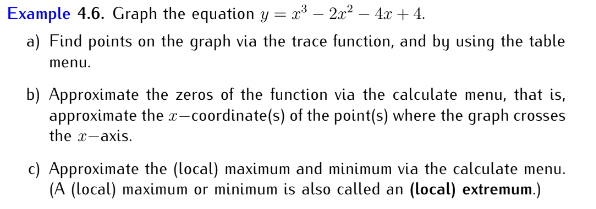 Example 4.6. Graph the equation y = x³ − 2x² − 4x + 4.
a) Find points on the graph via the trace function, and by using the table
menu.
b) Approximate the zeros of the function via the calculate menu, that is,
approximate the x−coordinate(s) of the point(s) where the graph crosses
the x−axis.
c) Approximate the (local) maximum and minimum via the calculate menu.
(A (local) maximum or minimum is also called an (local) extremum.)